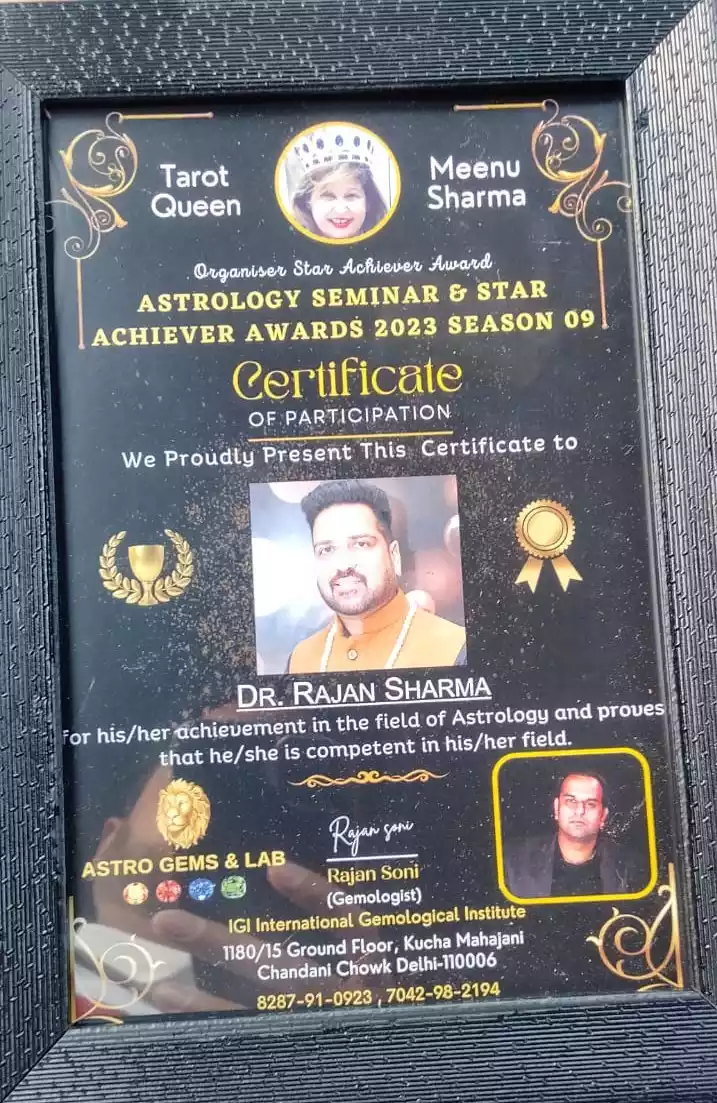 Tarot
Queen
Meenu
Sharma
Organiser Star Achiever Award
ASTROLOGY SEMINAR & STAR
ACHIEVER AWARDS 2023 SEASON 09
Certificate
OF PARTICIPATION
We Proudly Present This Certificate to
DR. RAJAN SHARMA
For his/her achievement in the field of Astrology and proves
that he/she is competent in his/her field.
ASTRO GEMS & LAB
Rajan soni
Rajan Soni
(Gemologist)
IGI International Gemological Institute
1180/15 Ground Floor, Kucha Mahajani
Chandani Chowk Delhi-110006
8287-91-0923 , 7042-98-2194